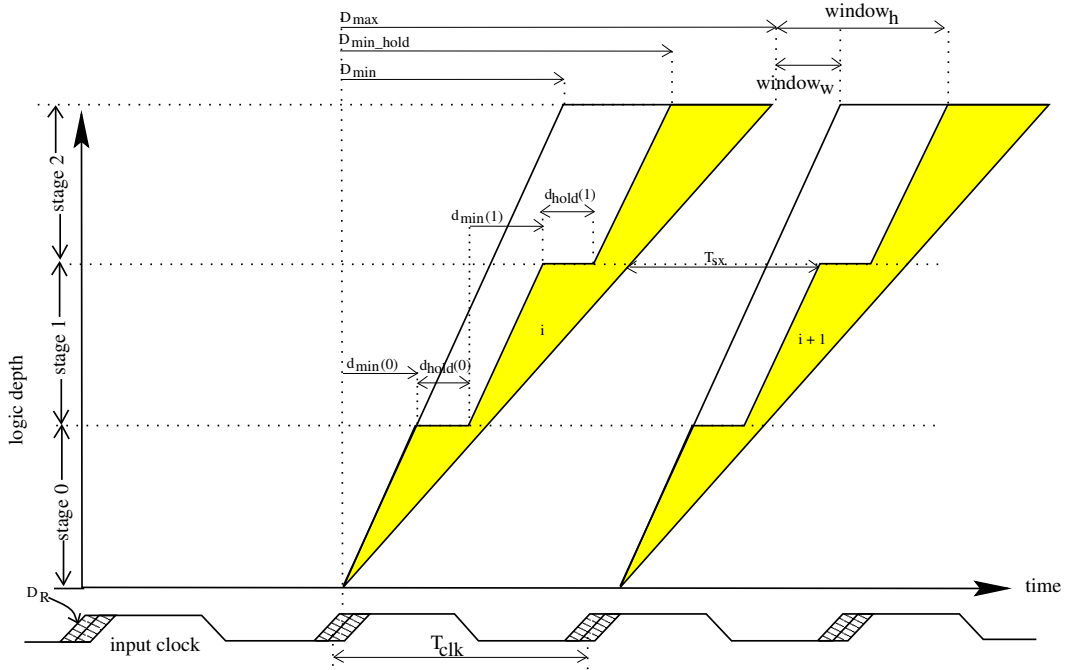 Dmax
windowh
Dmin_hold
Dmin
windoww
stage 2
dhold(1)
dmin(1)
Tsx
stage 1
i
i + 1
dmin(0)
dhold(0)
logic depth
stage 0
time
DR
input clock
Tclk